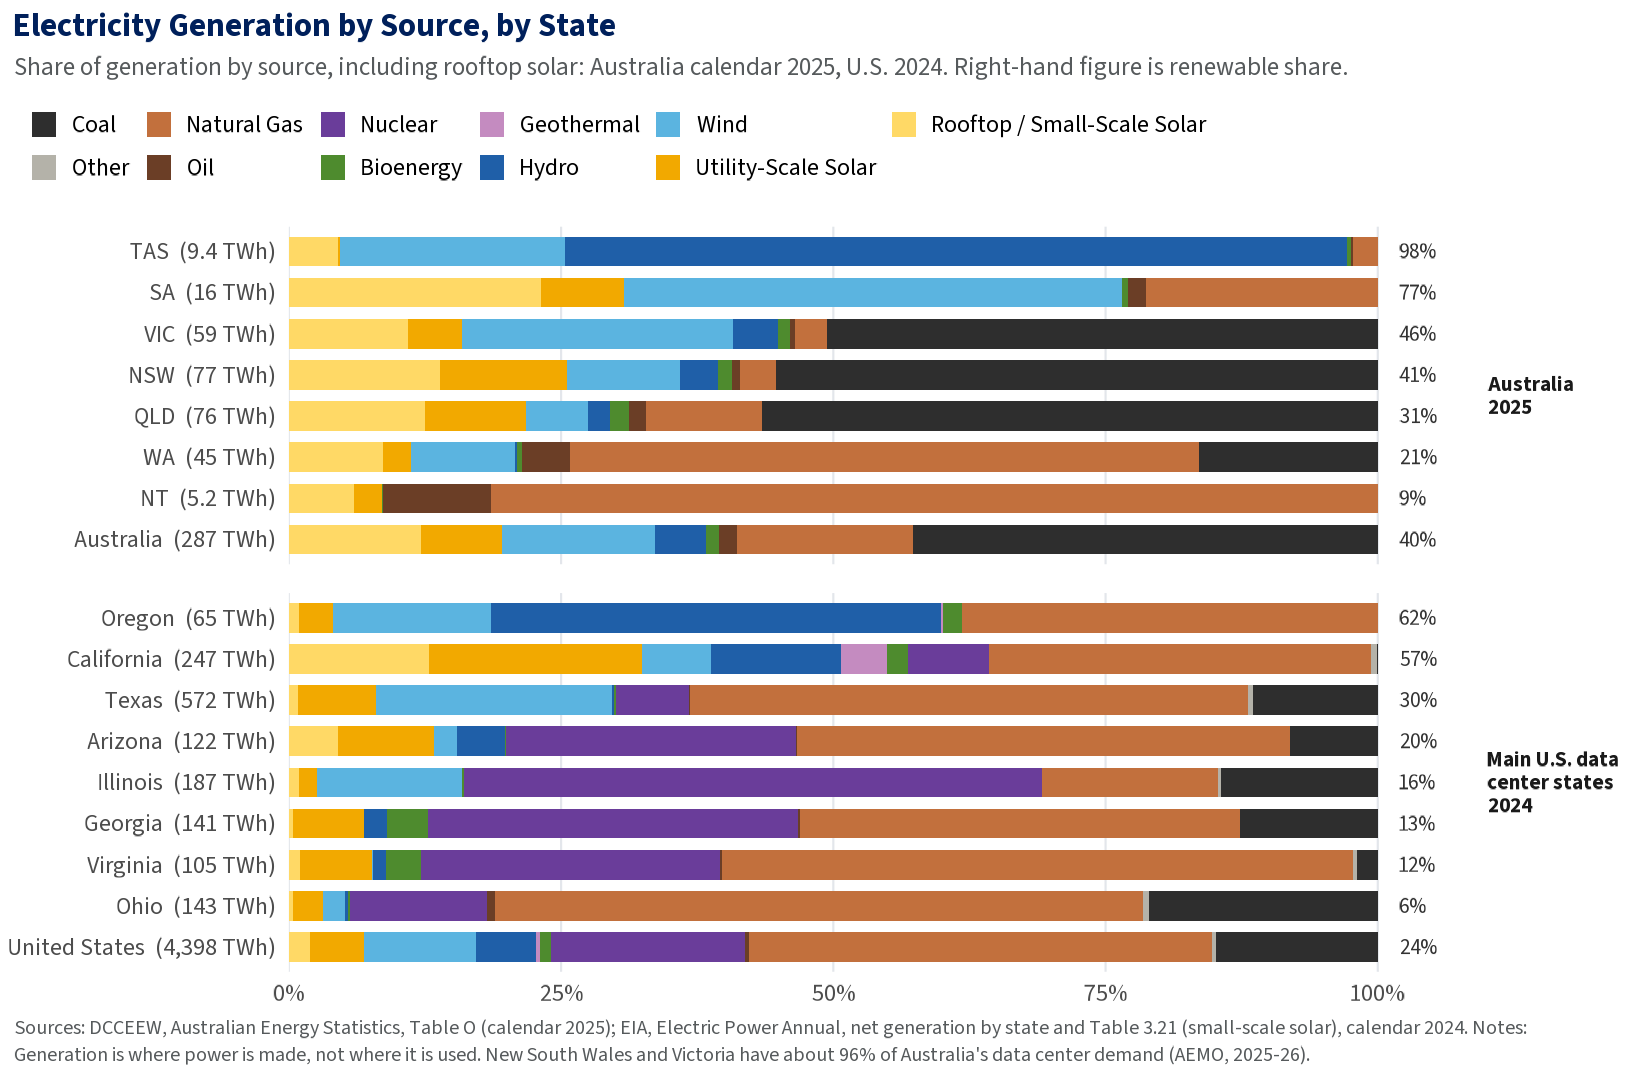 Electricity Generation by Source, by State
Share of generation by source, including rooftop solar: Australia calendar 2025, U.S. 2024. Right-hand figure is renewable share.
Coal Natural Gas Nuclear Geothermal Wind Rooftop / Small-Scale Solar
Other Oil Bioenergy Hydro Utility-Scale Solar
TAS (9.4 TWh) 98%
SA (16 TWh) 77%
VIC (59 TWh) 46%
NSW (77 TWh) 41%
QLD (76 TWh) 31%
WA (45 TWh) 21%
NT (5.2 TWh) 9%
Australia (287 TWh) 40%
Australia
2025
Oregon (65 TWh) 62%
California (247 TWh) 57%
Texas (572 TWh) 30%
Arizona (122 TWh) 20%
Illinois (187 TWh) 16%
Georgia (141 TWh) 13%
Virginia (105 TWh) 12%
Ohio (143 TWh) 6%
United States (4,398 TWh) 24%
Main U.S. data
center states
2024
0% 25% 50% 75% 100%
Sources: DCCEEW, Australian Energy Statistics, Table O (calendar 2025); EIA, Electric Power Annual, net generation by state and Table 3.21 (small-scale solar), calendar 2024. Notes:
Generation is where power is made, not where it is used. New South Wales and Victoria have about 96% of Australia's data center demand (AEMO, 2025-26).